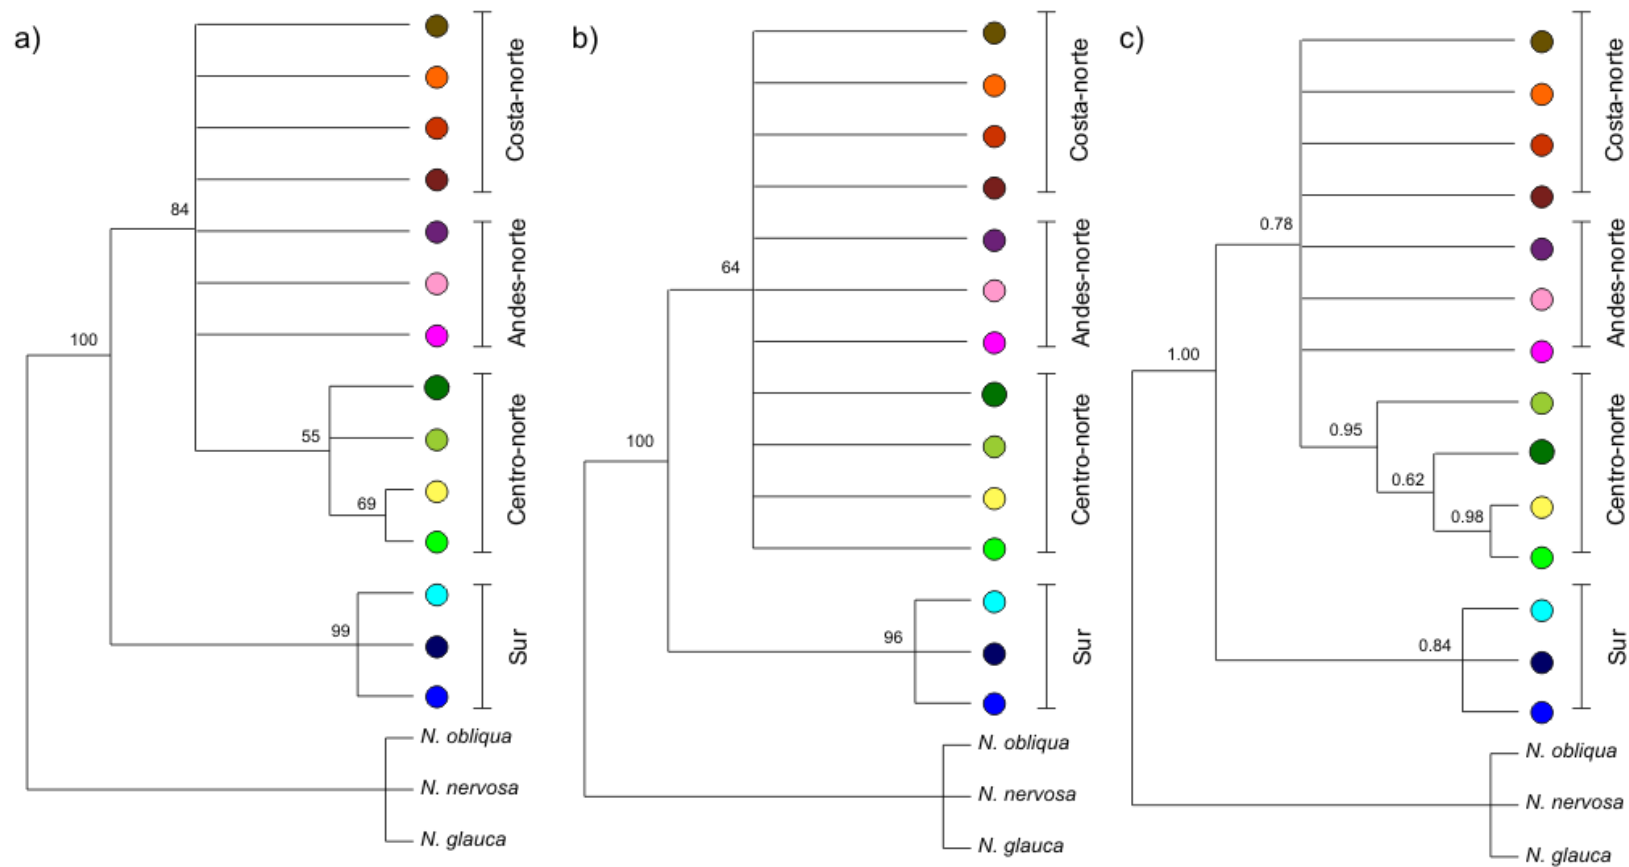 a)
84
100
55
69
99
Costa-norte
Andes-norte
Centro-norte
Sur
N. obliqua
N. nervosa
N. glauca
b)
64
100
96
Costa-norte
Andes-norte
Centro-norte
Sur
N. obliqua
N. nervosa
N. glauca
c)
0.78
1.00
0.95
0.62
0.98
0.84
Costa-norte
Andes-norte
Centro-norte
Sur
N. obliqua
N. nervosa
N. glauca